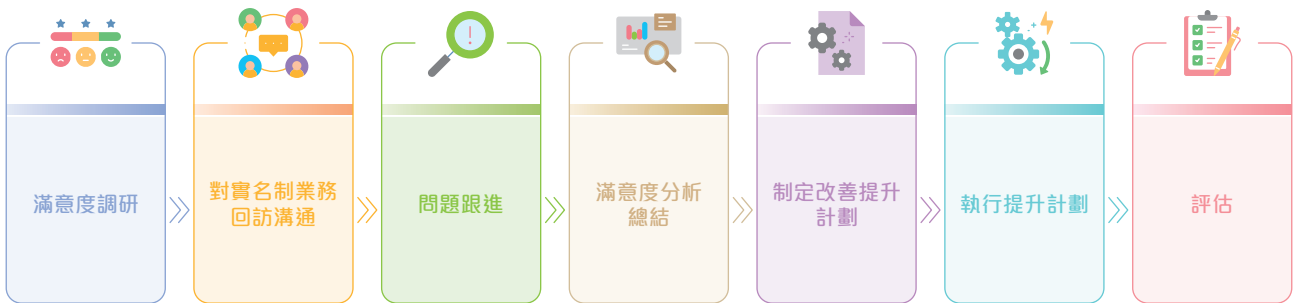 滿意度調研
對實名制業務
回訪溝通
問題跟進
滿意度分析
總結
制定改善提升
計劃
執行提升計劃
評估